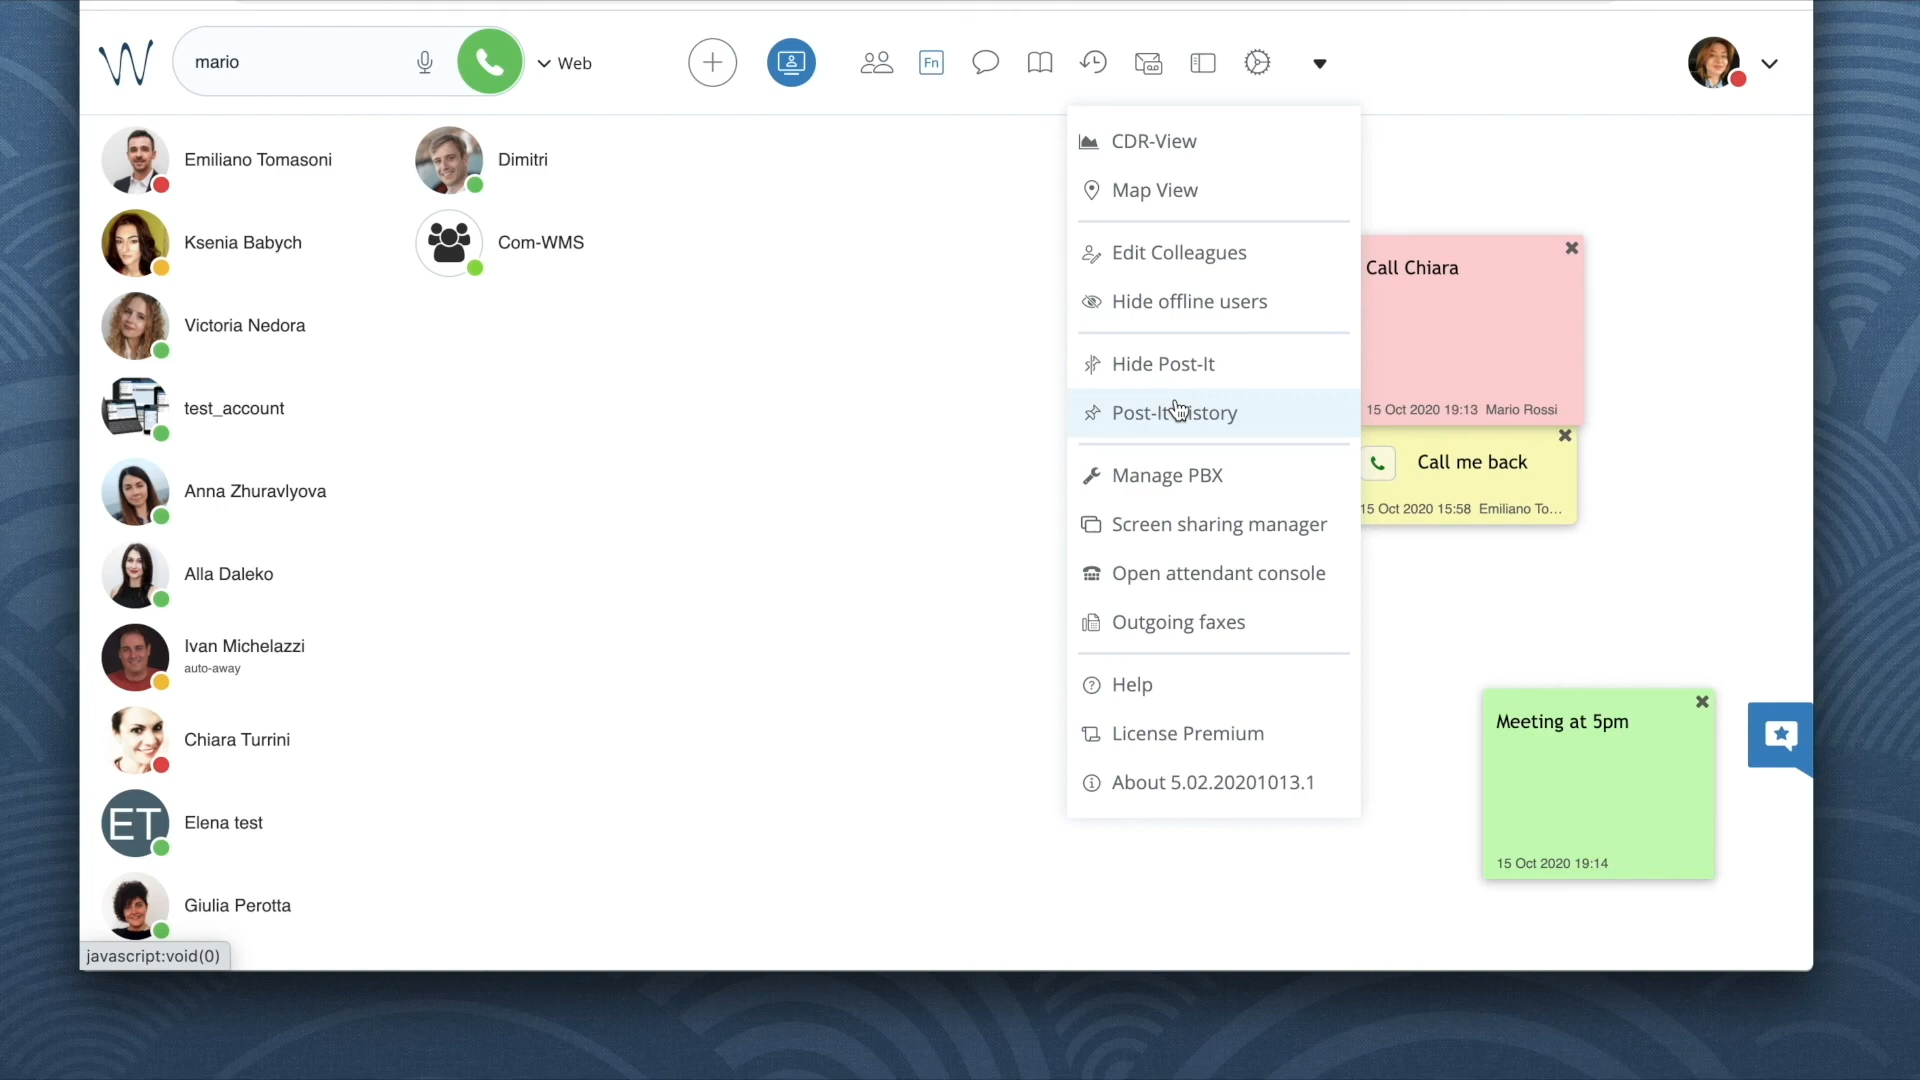 mario
Web
Fn
Emiliano Tomasoni
Dimitri
Ksenia Babych
Com-WMS
Victoria Nedora
test_account
Anna Zhuravlyova
Alla Daleko
Ivan Michelazzi
auto-away
Chiara Turrini
ET
Elena test
Giulia Perotta
javascript:void(0)
CDR-View
Map View
Edit Colleagues
Hide offline users
Hide Post-It
Post-It istory
Manage PBX
Screen sharing manager
Open attendant console
Outgoing faxes
Help
License Premium
About 5.02.20201013.1
Call Chiara
15 Oct 2020 19:13 Mario Rossi
Call me back
15 Oct 2020 15:58 Emiliano To...
Meeting at 5pm
15 Oct 2020 19:14